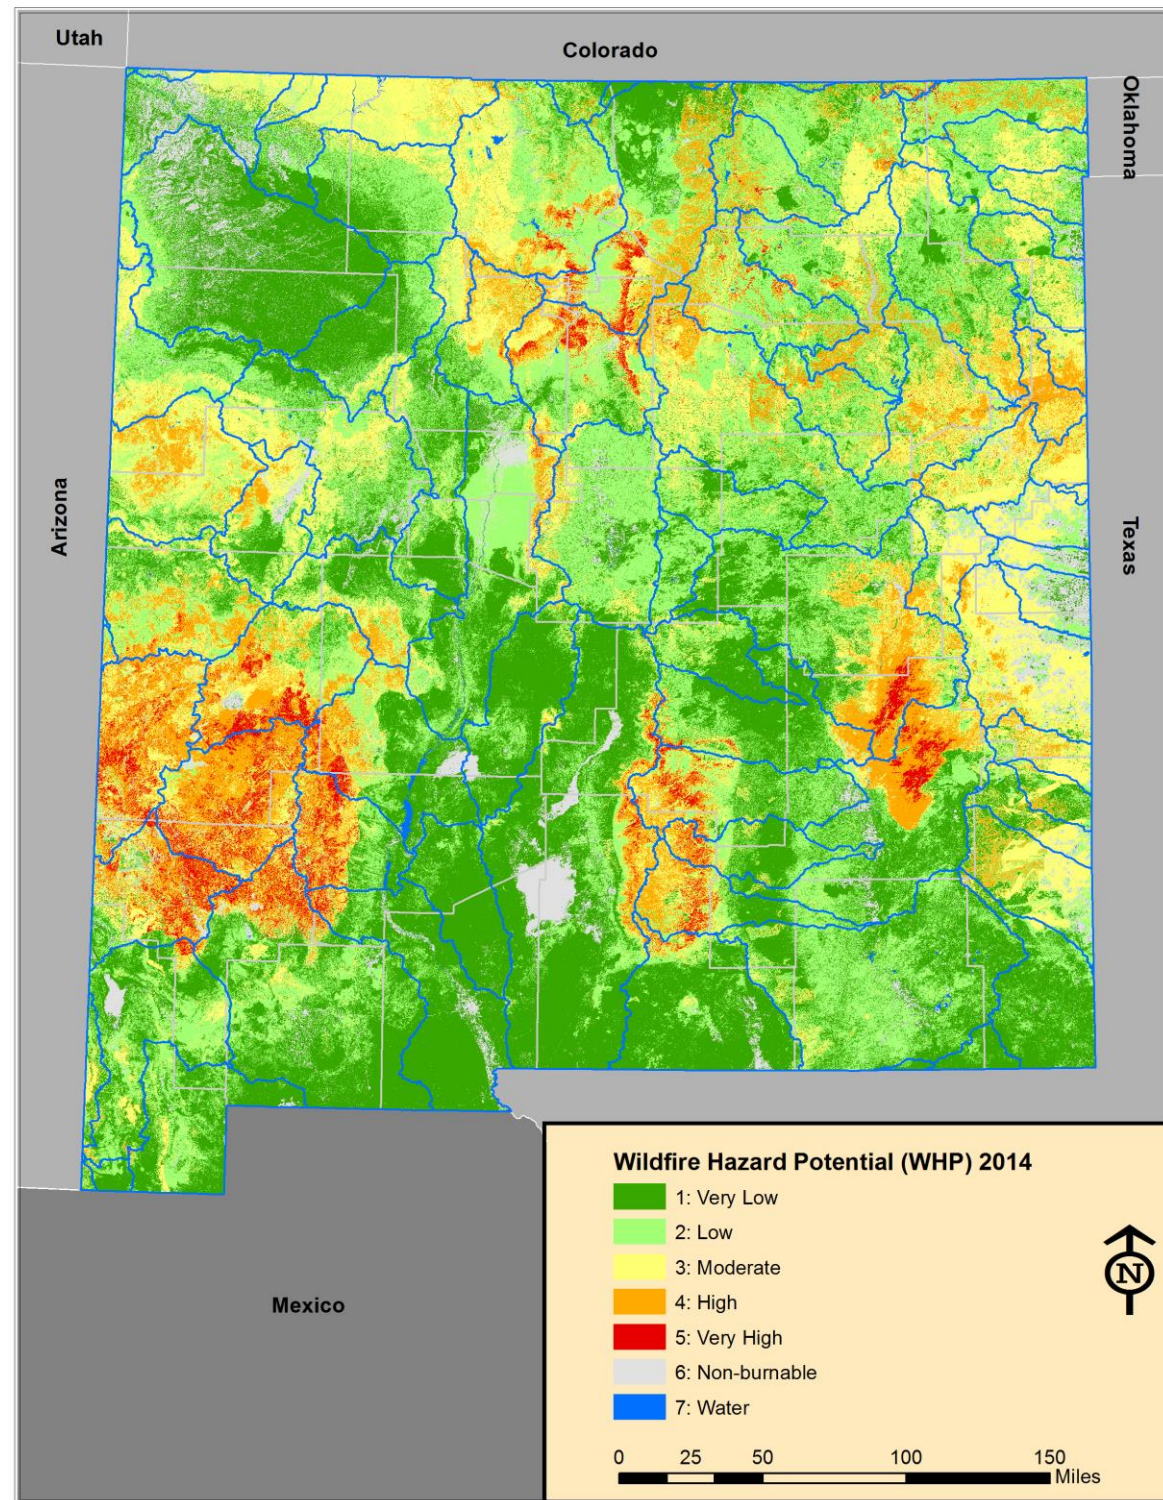 Utah
Colorado
Oklahoma
Arizona
Texas
Mexico
Wildfire Hazard Potential (WHP) 2014
1: Very Low
2: Low
3: Moderate
4: High
5: Very High
6: Non-burnable
7: Water
N
0 25 50 100 150
Miles